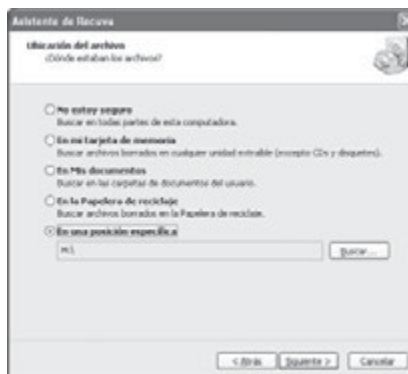 Asistente de Recuva
Ubicación del archivo
¿Dónde estaban los archivos?
No estoy seguro
Buscar en todas partes de esta computadora.
En mi tarjeta de memoria
Buscar archivos borrados en cualquier unidad extraíble (excepto CDs y disquetes).
En Mis documentos
Buscar en las carpetas de documentos del usuario.
En la Papelera de reciclaje
Buscar archivos borrados en la Papelera de reciclaje.
En una posición específica
Buscar...
< Atrás Siguiente > Cancelar